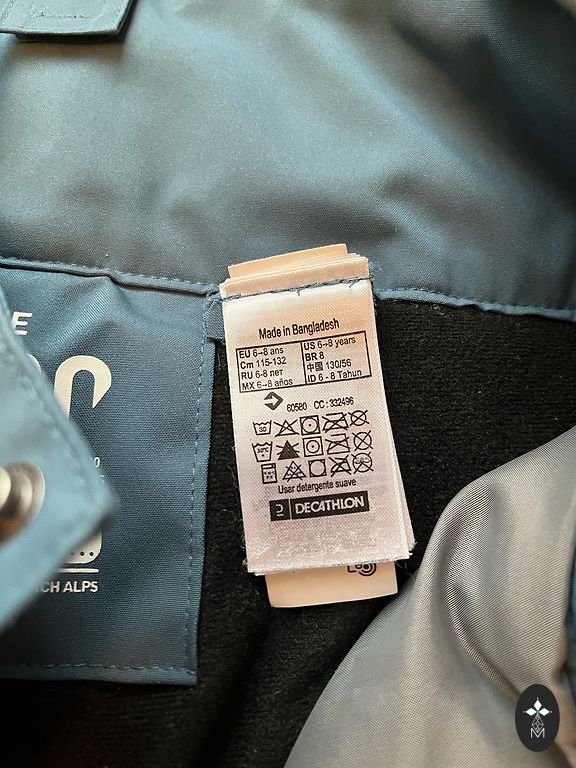 E
Made in Bangladesh
EU 6→8 ans
Cm 115-132
RU 6-8 лет
MX 6→8 años
US 6→8 years
BR 8
中国 130/56
ID 6 - 8 Tahun
60580 CC: 332496
30
Usar detergente suave
DECATHLON
CH ALPS